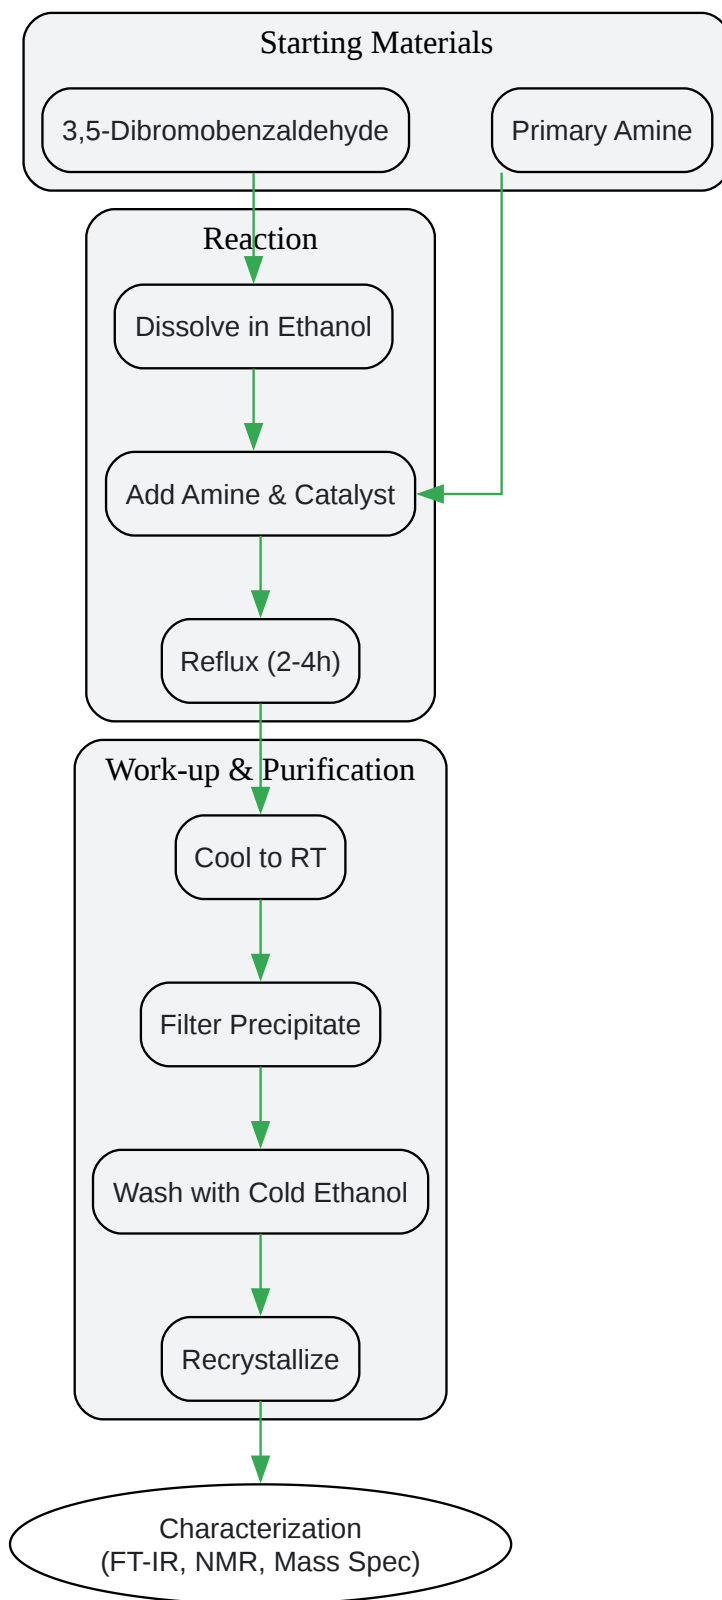 Starting Materials
3,5-Dibromobenzaldehyde
Primary Amine
Reaction
Dissolve in Ethanol
Add Amine & Catalyst
Reflux (2-4h)
Work-up & Purification
Cool to RT
Filter Precipitate
Wash with Cold Ethanol
Recrystallize
Characterization
(FT-IR, NMR, Mass Spec)